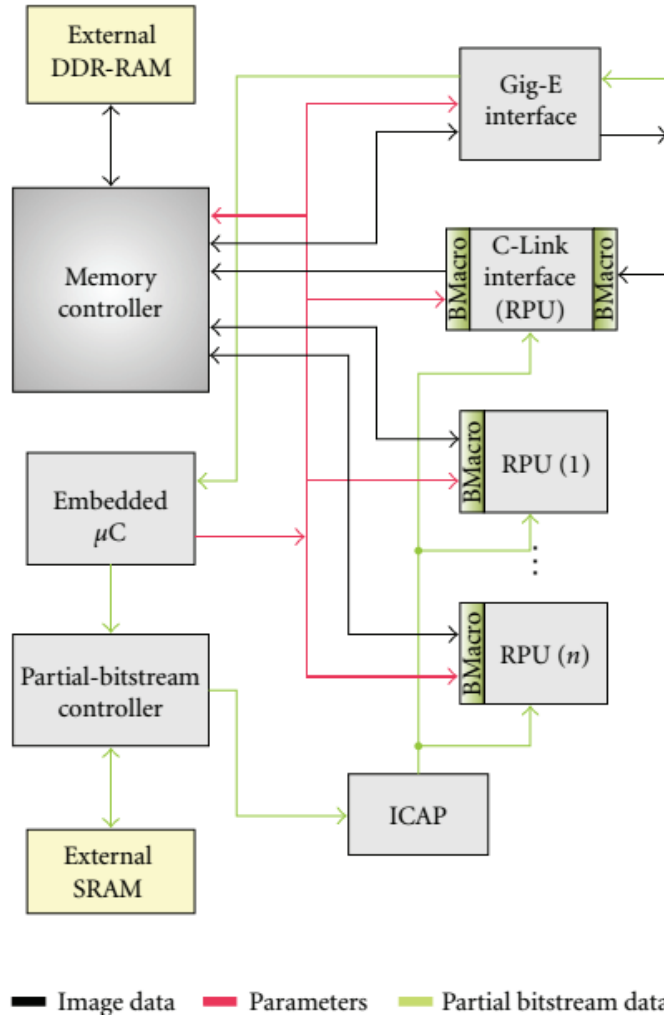 External
DDR-RAM
Gig-E
interface
Memory
controller
BMacro
C-Link
interface
(RPU)
BMacro
BMacro
RPU (1)
Embedded
µC
...
BMacro
RPU (n)
Partial-bitstream
controller
ICAP
External
SRAM
Image data
Parameters
Partial bitstream data